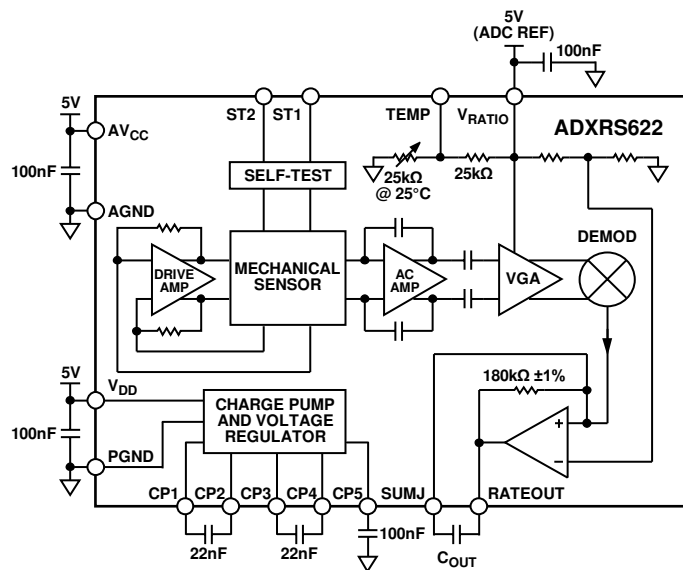 5V
(ADC REF)
100nF
5V
ST2
ST1
TEMP
VRATIO
ADXRS622
AVCC
100nF
SELF-TEST
25kΩ
@ 25°C
25kΩ
AGND
DEMOD
DRIVE
AMP
MECHANICAL
SENSOR
AC
AMP
VGA
5V
VDD
180kΩ ±1%
100nF
CHARGE PUMP
AND VOLTAGE
REGULATOR
+
–
PGND
CP1
CP2
CP3
CP4
CP5
SUMJ
RATEOUT
22nF
22nF
100nF
COUT